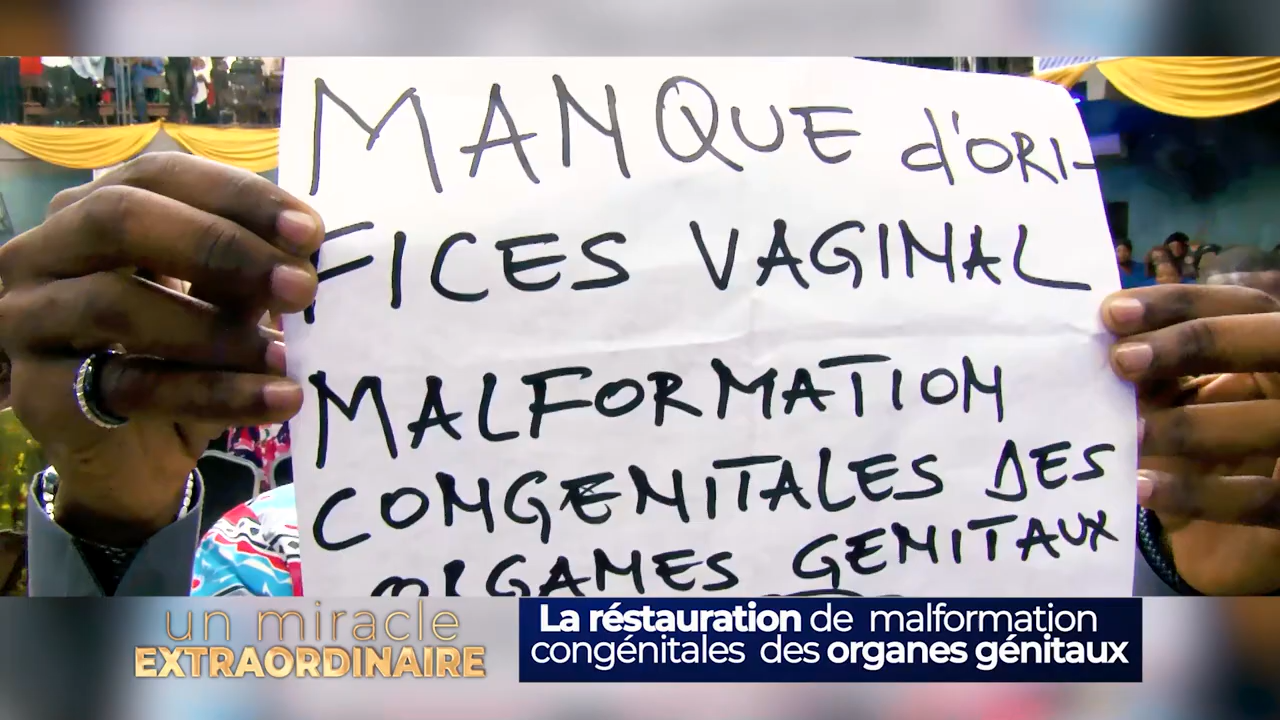 MANQUE d'ORI-
FICES VAGINAL
MALFORMATION
CONGENITALES DES
ORGANES GENITAUX
un miracle
EXTRAORDINAIRE
La réstauration de malformation
congénitales des organes génitaux